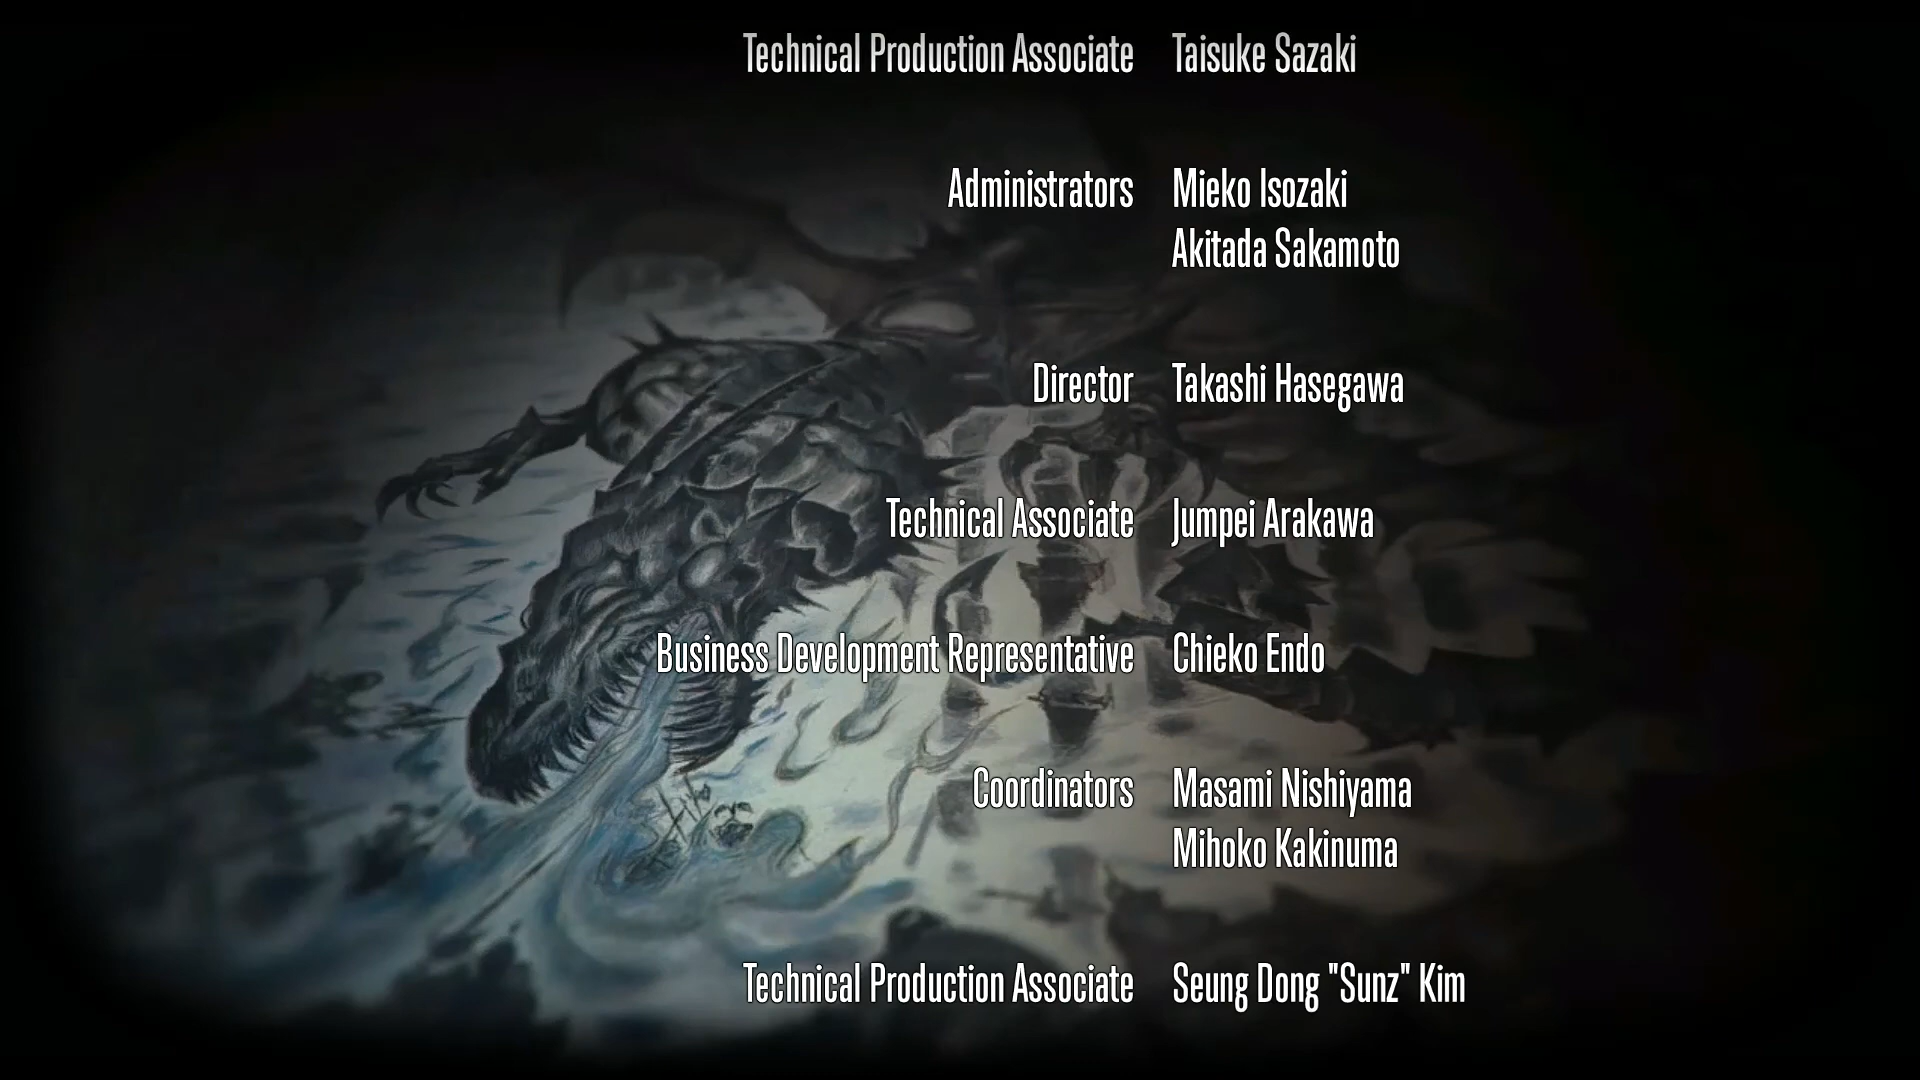 Technical Production Associate Taisuke Sazaki
Administrators Mieko Isozaki
Akitada Sakamoto
Director Takashi Hasegawa
Technical Associate Jumpei Arakawa
Business Development Representative Chieko Endo
Coordinators Masami Nishiyama
Mihoko Kakinuma
Technical Production Associate Seung Dong "Sunz" Kim